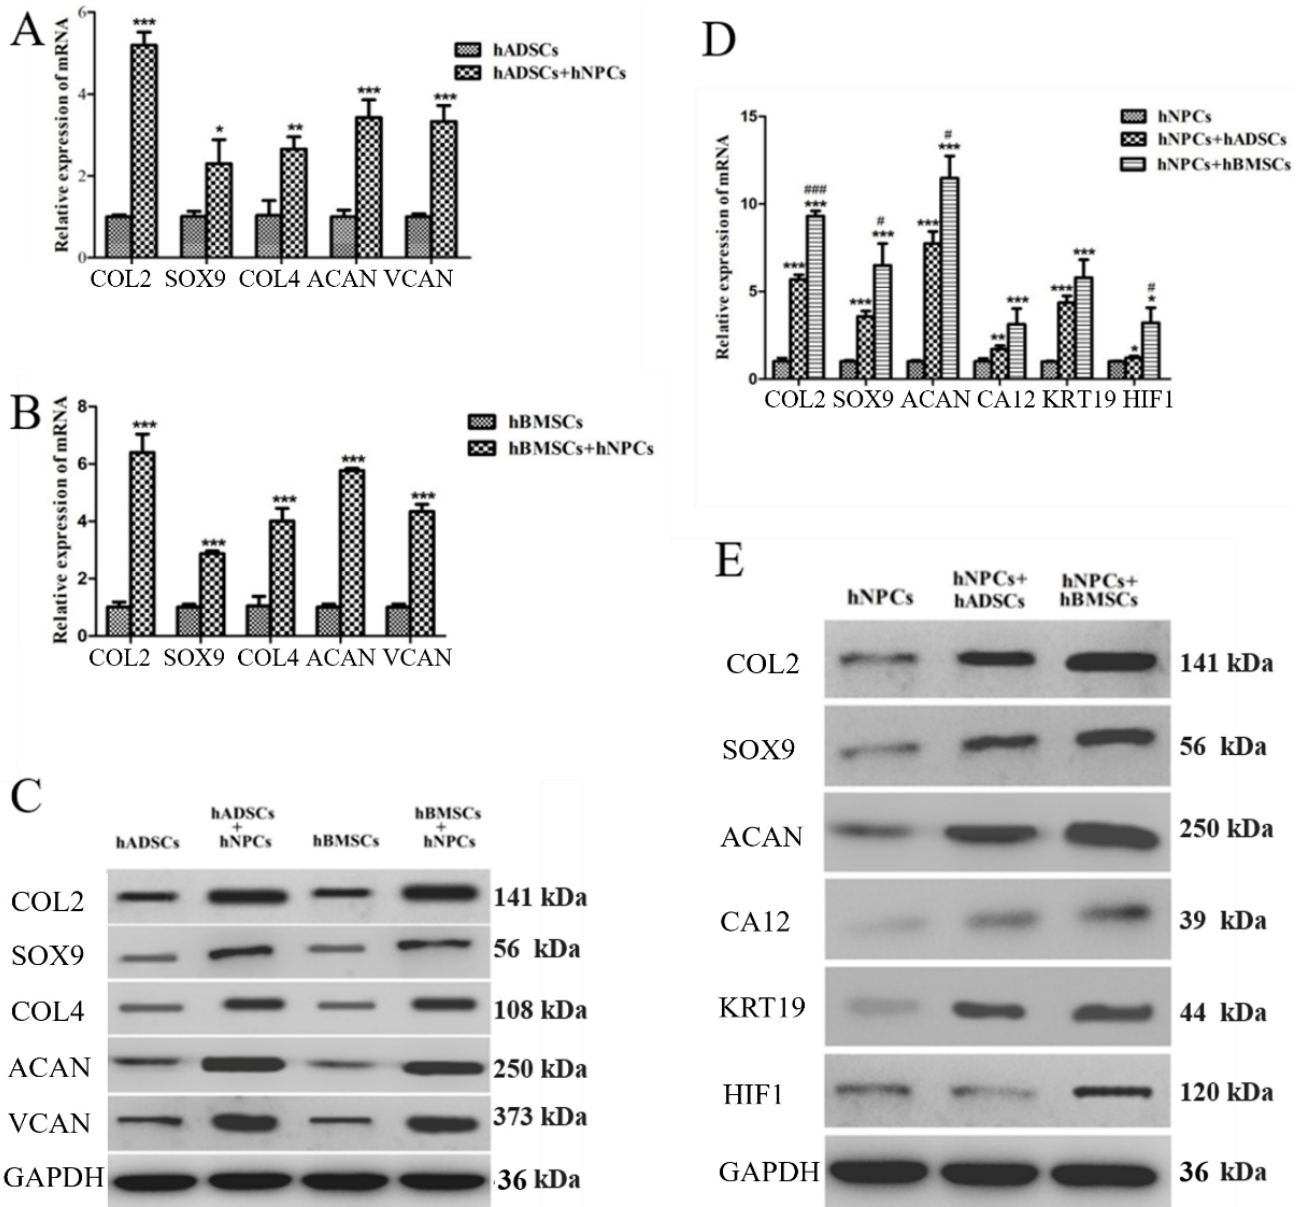 A
Relative expression of mRNA
6
4
2
0
***
*
**
***
***
COL2 SOX9 COL4 ACAN VCAN
hADSCs
hADSCs+hNPCs
B
Relative expression of mRNA
8
6
4
2
0
***
***
***
***
***
COL2 SOX9 COL4 ACAN VCAN
hBMSCs
hBMSCs+hNPCs
C
hADSCs
hADSCs
+
hNPCs
hBMSCs
hBMSCs
+
hNPCs
COL2 141 kDa
SOX9 56 kDa
COL4 108 kDa
ACAN 250 kDa
VCAN 373 kDa
GAPDH 36 kDa
D
Relative expression of mRNA
15
10
5
0
***
###
***
***
#
***
***
#
***
**
***
***
***
*
#
*
COL2 SOX9 ACAN CA12 KRT19 HIF1
hNPCs
hNPCs+hADSCs
hNPCs+hBMSCs
E
hNPCs
hNPCs+
hADSCs
hNPCs+
hBMSCs
COL2 141 kDa
SOX9 56 kDa
ACAN 250 kDa
CA12 39 kDa
KRT19 44 kDa
HIF1 120 kDa
GAPDH 36 kDa